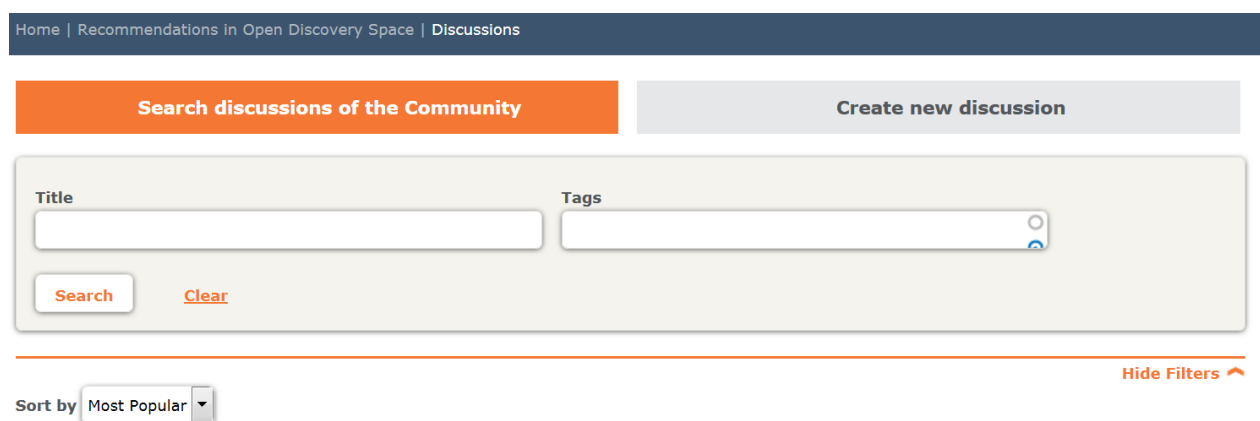 Home | Recommendations in Open Discovery Space | Discussions
Search discussions of the Community
Create new discussion
Title
Tags
Search
Clear
Hide Filters
Sort by Most Popular